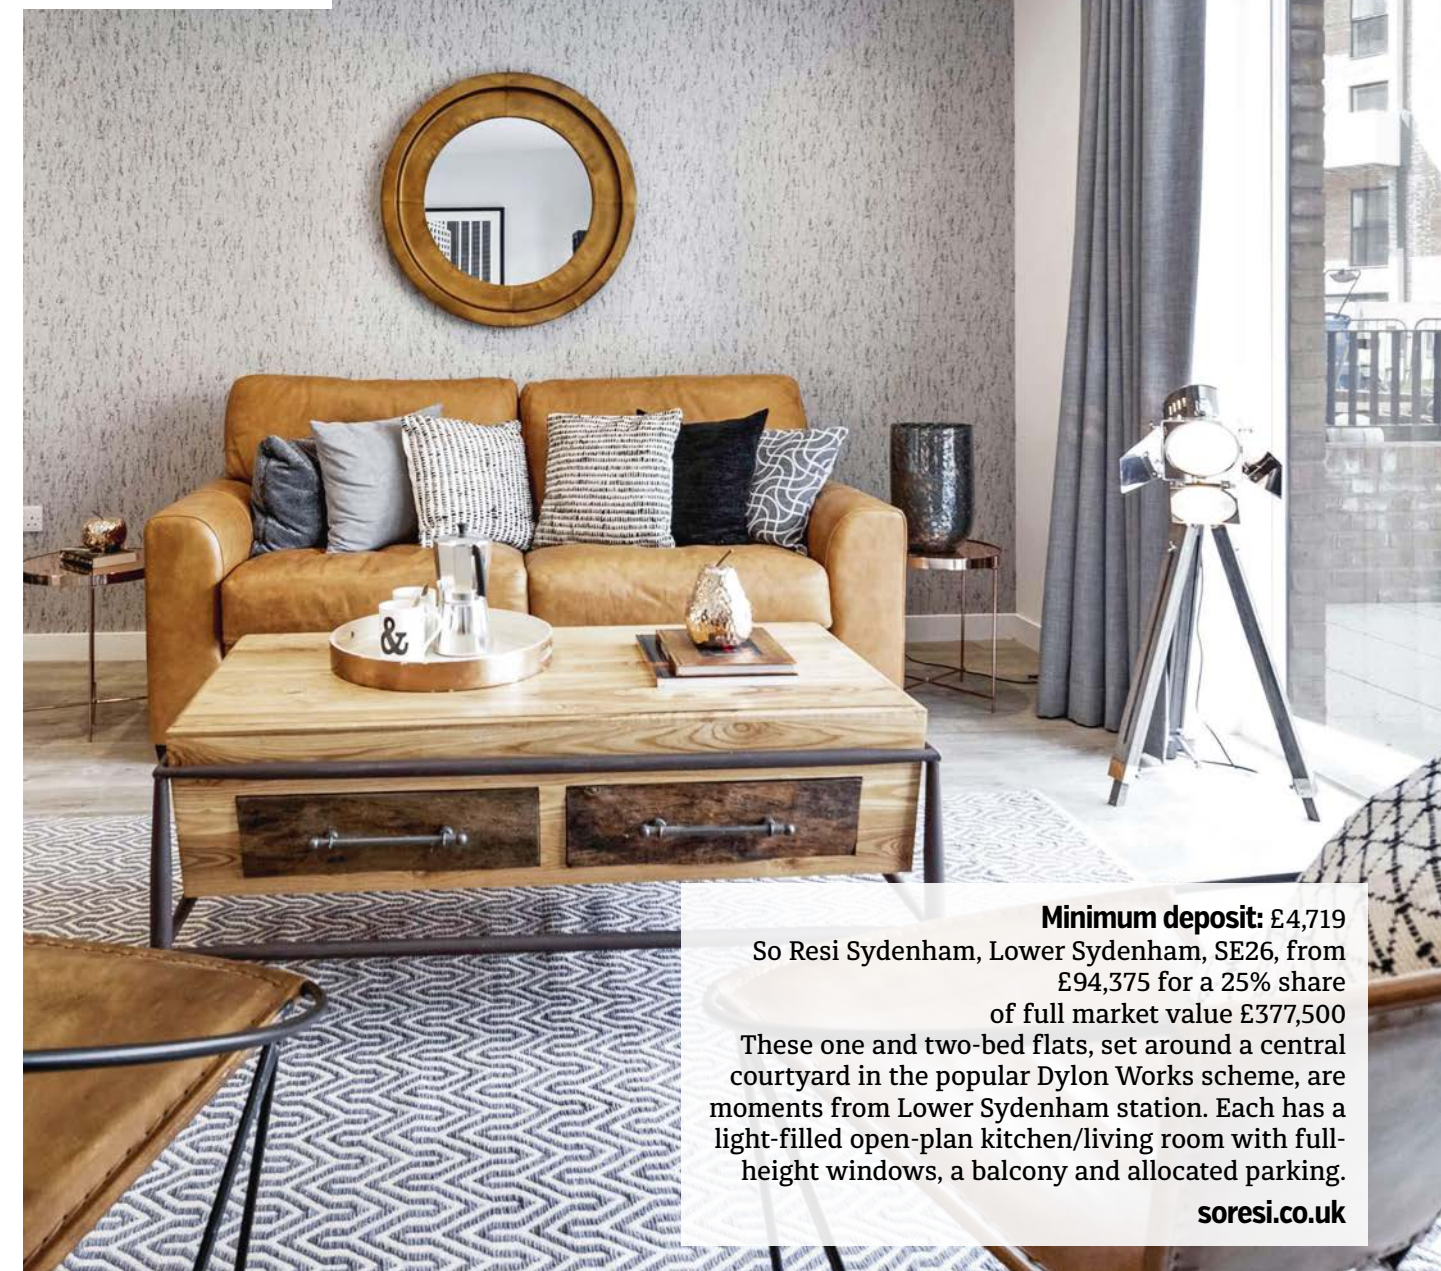 &
Minimum deposit: £4,719
So Resi Sydenham, Lower Sydenham, SE26, from
£94,375 for a 25% share
of full market value £377,500
These one and two-bed flats, set around a central
courtyard in the popular Dylon Works scheme, are
moments from Lower Sydenham station. Each has a
light-filled open-plan kitchen/living room with full-
height windows, a balcony and allocated parking.
soresi.co.uk